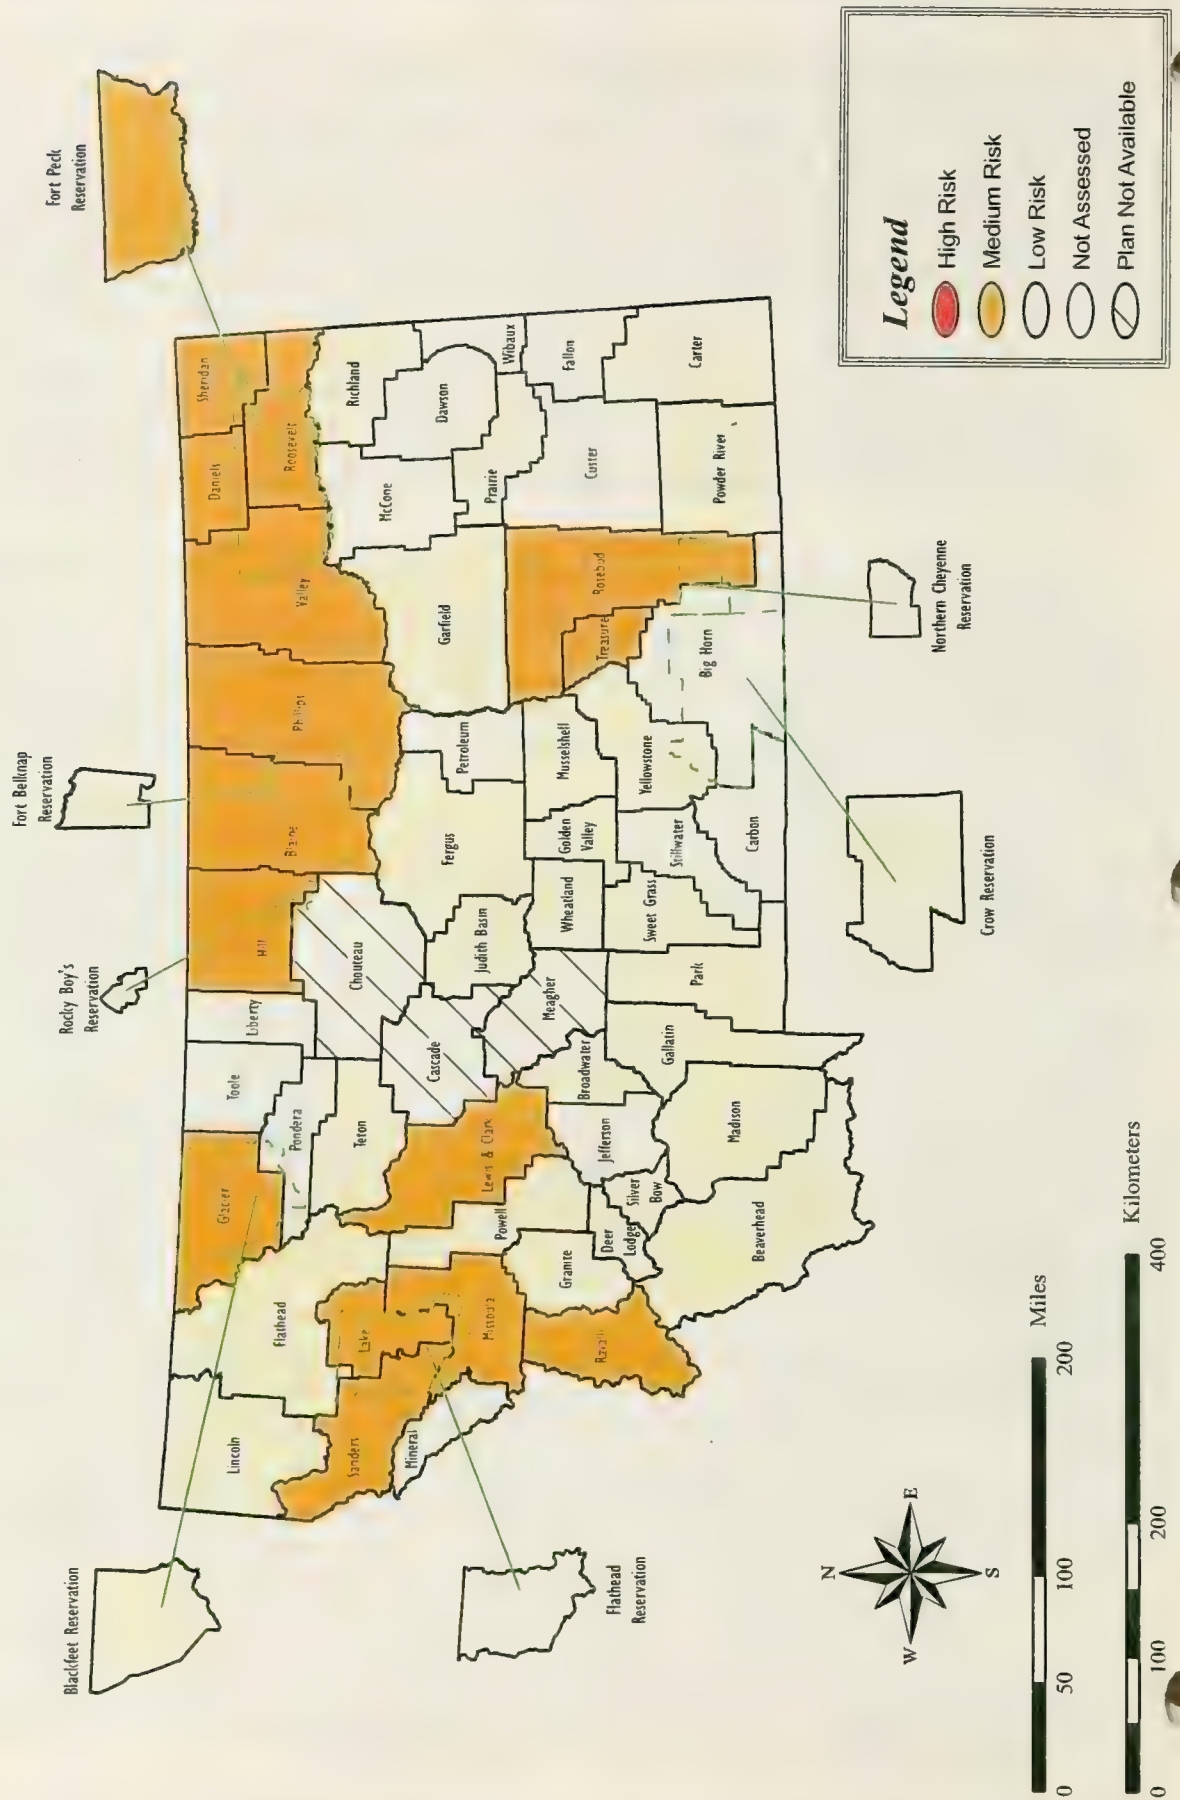 Blackfeet Reservation
Rocky Boy's
Reservation
Fort Belknap
Reservation
Fort Peck
Reservation
Lincoln
Flathead
Glacier
Toole
Liberty
Hill
Blaine
Phillips
Valley
Daniels
Sheridan
Roosevelt
Pondera
Teton
Chouteau
Sanders
Lake
Mineral
Missoula
Powell
Lewis & Clark
Cascade
Judith Basin
Fergus
Petroleum
Garfield
McCone
Richland
Dawson
Prairie
Wibaux
Ravalli
Granite
Deer
Lodge
Silver
Bow
Jefferson
Broadwater
Meagher
Wheatland
Golden
Valley
Musselshell
Treasure
Rosebud
Custer
Fallon
Beaverhead
Madison
Gallatin
Park
Sweet Grass
Stillwater
Yellowstone
Carbon
Big Horn
Powder River
Carter
Flathead
Reservation
Crow Reservation
Northern Cheyenne
Reservation
N
W
E
S
0 50 100 200 Miles
0 100 200 400 Kilometers
Legend
High Risk
Medium Risk
Low Risk
Not Assessed
Plan Not Available